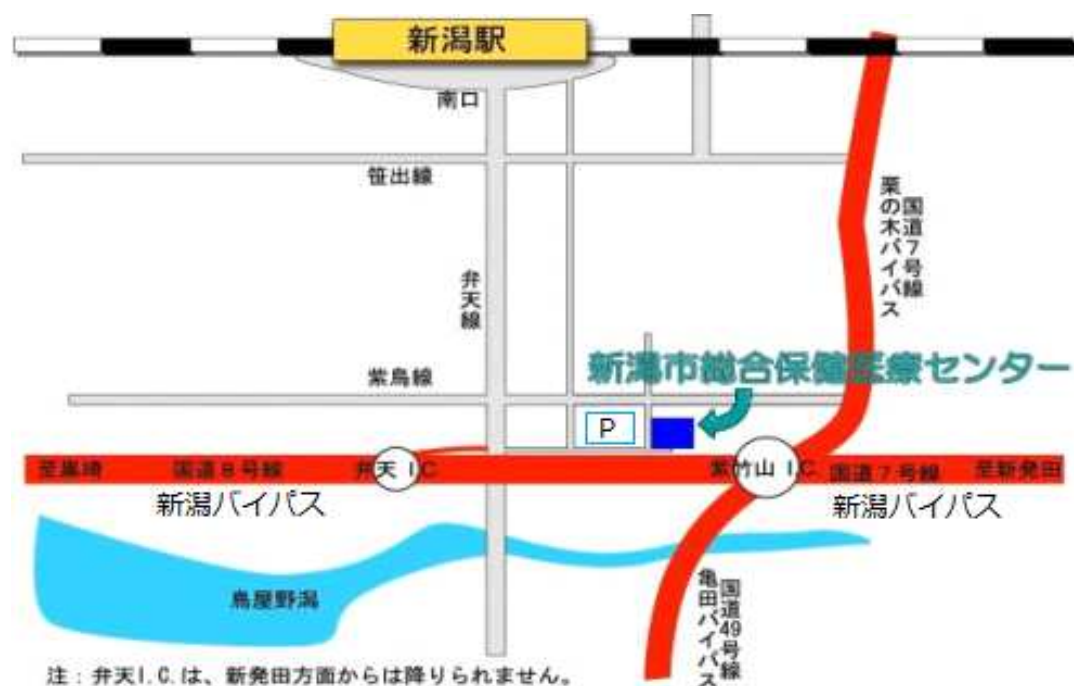 新潟駅
南口
笹出線
国道7号線
栗の木バイパス
弁天線
新潟市総合保健医療センター
紫鳥線
P
至黒埼
国道8号線
弁天 I.C.
紫竹山 I.C.
国道7号線
至新発田
新潟バイパス
新潟バイパス
鳥屋野潟
国道49号線
亀田バイパス
注：弁天I.C.は、新発田方面からは降りられません。